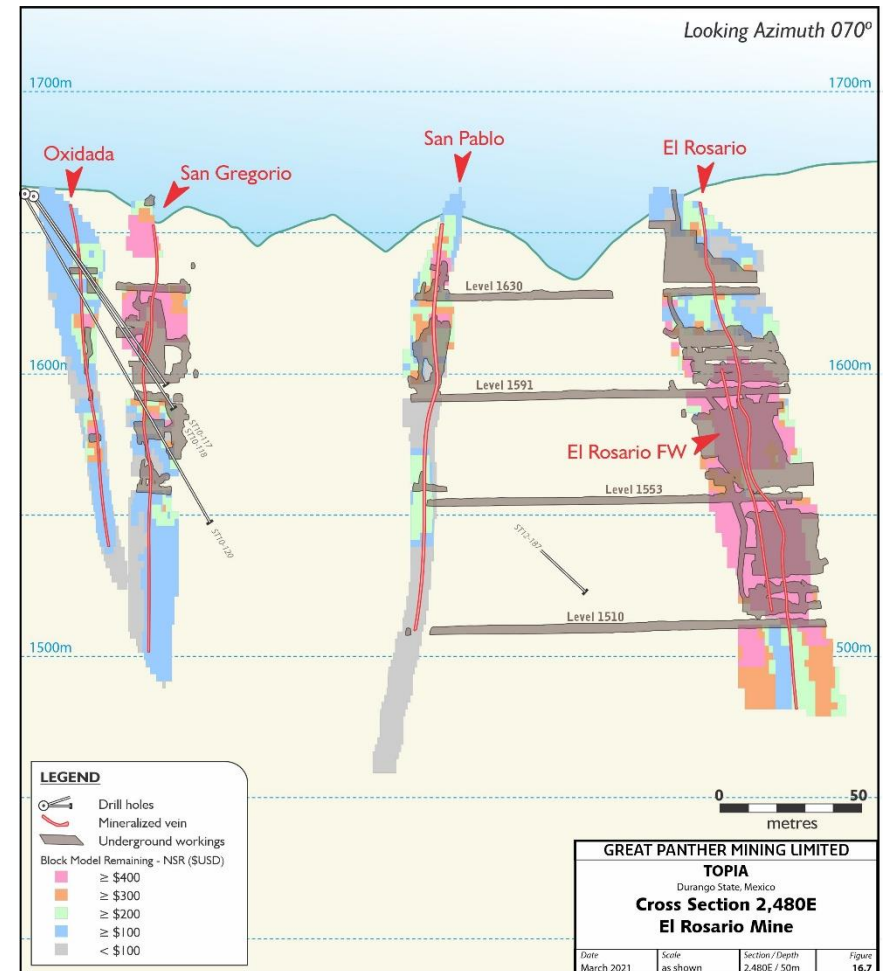 Looking Azimuth 070º
1700m
1700m
Oxidada
San Gregorio
San Pablo
El Rosario
Level 1630
1600m
1600m
Level 1591
ST10-117
ST10-118
El Rosario FW
Level 1553
ST10-120
ST12-187
Level 1510
1500m
500m
LEGEND
Drill holes
Mineralized vein
Underground workings
Block Model Remaining - NSR ($USD)
≥ $400
≥ $300
≥ $200
≥ $100
< $100
0 50
metres
GREAT PANTHER MINING LIMITED
TOPIA
Durango State, Mexico
Cross Section 2,480E
El Rosario Mine
Date Scale Section / Depth Figure
March 2021 as shown 2,480E / 50m 16.7